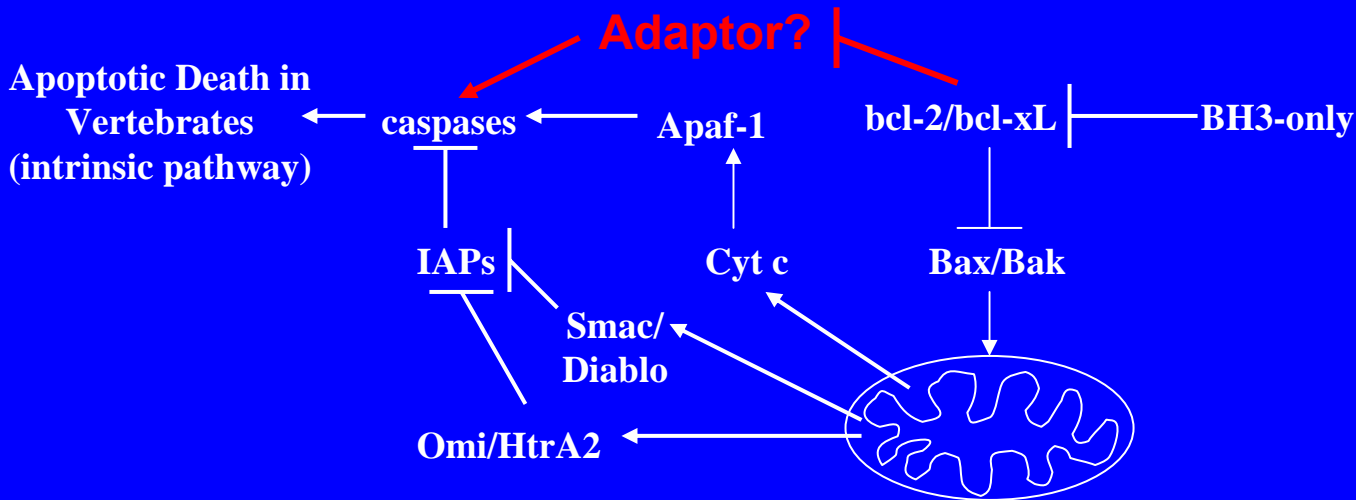 Adaptor?
Apoptotic Death in
Vertebrates
(intrinsic pathway)
caspases
Apaf-1
bcl-2/bcl-xL
BH3-only
IAPs
Cyt c
Bax/Bak
Smac/
Diablo
Omi/HtrA2